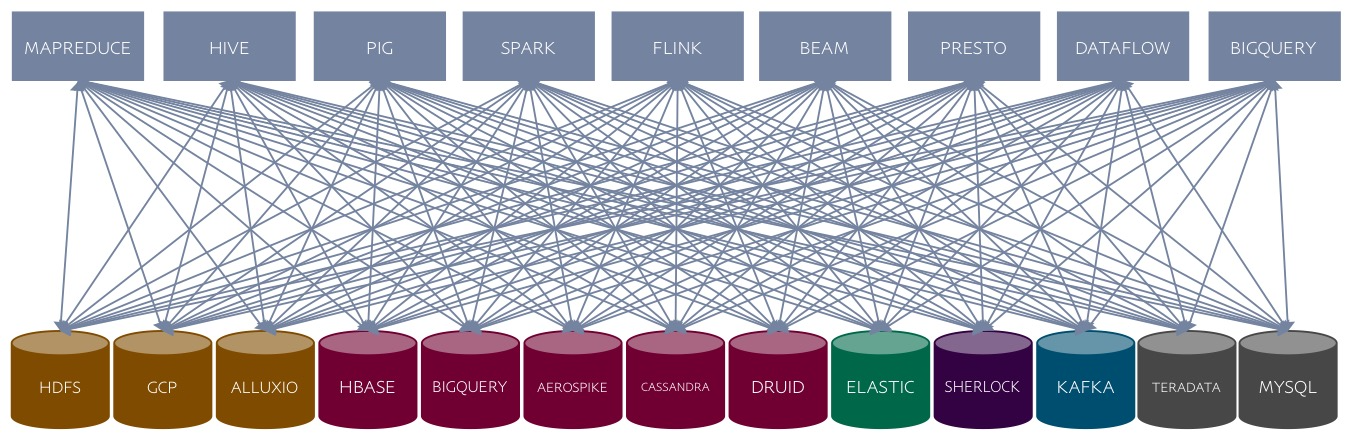 MAPREDUCE
HIVE
PIG
SPARK
FLINK
BEAM
PRESTO
DATAFLOW
BIGQUERY
HDFS
GCP
ALLUXIO
HBASE
BIGQUERY
AEROSPIKE
CASSANDRA
DRUID
ELASTIC
SHERLOCK
KAFKA
TERADATA
MYSQL